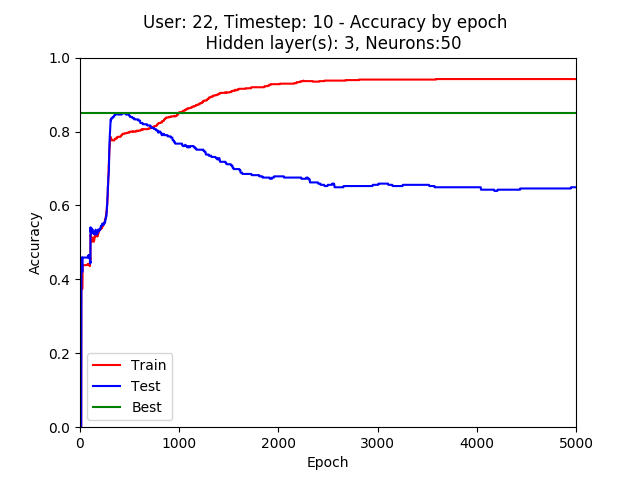 User: 22, Timestep: 10 - Accuracy by epoch
Hidden layer(s): 3, Neurons:50
1.0
0.8
0.6
0.4
0.2
0.0
Accuracy
Train
Test
Best
0 1000 2000 3000 4000 5000
Epoch